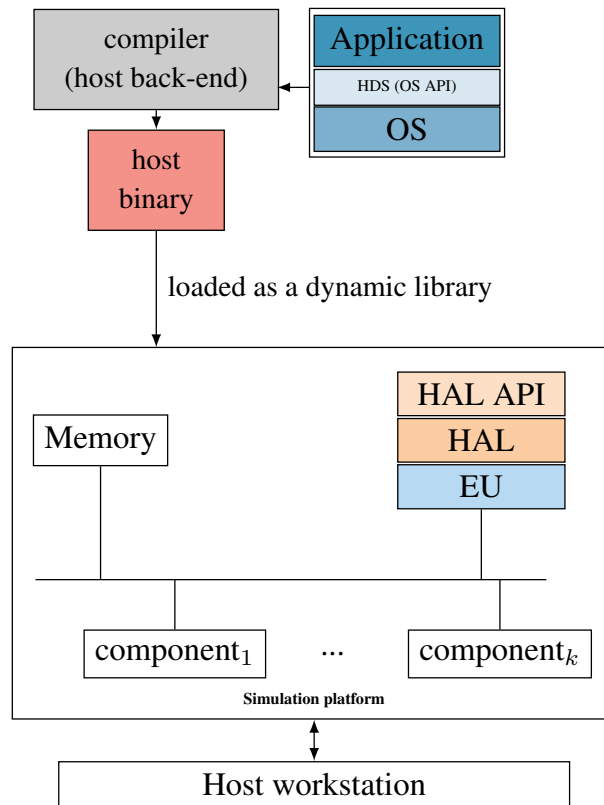 compiler
(host back-end)
Application
HDS (OS API)
OS
host
binary
loaded as a dynamic library
HAL API
Memory
HAL
EU
component₁
...
componentₖ
Simulation platform
Host workstation